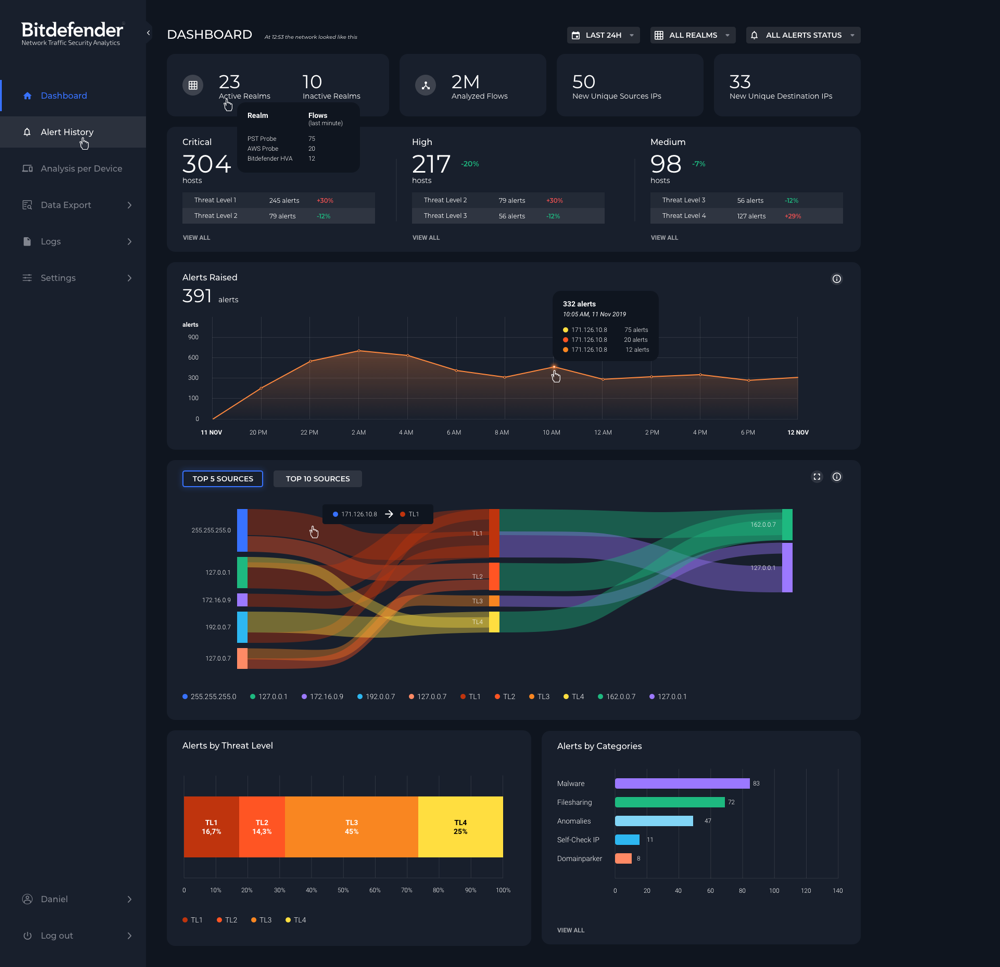 Bitdefender
Network Traffic Security Analytics
Dashboard
Alert History
Analysis per Device
Data Export
Logs
Settings
Daniel
Log out
DASHBOARD
At 12:53 the network looked like this
LAST 24H
ALL REALMS
ALL ALERTS STATUS
23
Active Realms
10
Inactive Realms
2M
Analyzed Flows
50
New Unique Sources IPs
33
New Unique Destination IPs
Realm Flows
(last minute)
PST Probe 75
AWS Probe 20
Bitdefender HVA 12
Critical
304
hosts
Threat Level 1 245 alerts +30%
Threat Level 2 79 alerts -12%
VIEW ALL
High
217 -20%
hosts
Threat Level 2 79 alerts +30%
Threat Level 3 56 alerts -12%
VIEW ALL
Medium
98 -7%
hosts
Threat Level 3 56 alerts -12%
Threat Level 4 127 alerts +29%
VIEW ALL
Alerts Raised
391 alerts
332 alerts
10:05 AM, 11 Nov 2019
171.126.10.8 75 alerts
171.126.10.8 20 alerts
171.126.10.8 12 alerts
alerts
900
600
300
100
0
11 NOV 20 PM 22 PM 2 AM 4 AM 6 AM 8 AM 10 AM 12 AM 2 PM 4 PM 6 PM 12 NOV
TOP 5 SOURCES
TOP 10 SOURCES
171.126.10.8 → TL1
255.255.255.0
127.0.0.1
172.16.0.9
192.0.0.7
127.0.0.7
TL1
TL2
TL3
TL4
162.0.0.7
127.0.0.1
255.255.255.0 127.0.0.1 172.16.0.9 192.0.0.7 127.0.0.7 TL1 TL2 TL3 TL4 162.0.0.7 127.0.0.1
Alerts by Threat Level
TL1
16,7%
TL2
14,3%
TL3
45%
TL4
25%
0 10% 20% 30% 40% 50% 60% 70% 80% 90% 100%
TL1 TL2 TL3 TL4
Alerts by Categories
Malware 83
Filesharing 72
Anomalies 47
Self-Check IP 11
Domainparker 8
0 20 40 60 80 100 120 140
VIEW ALL